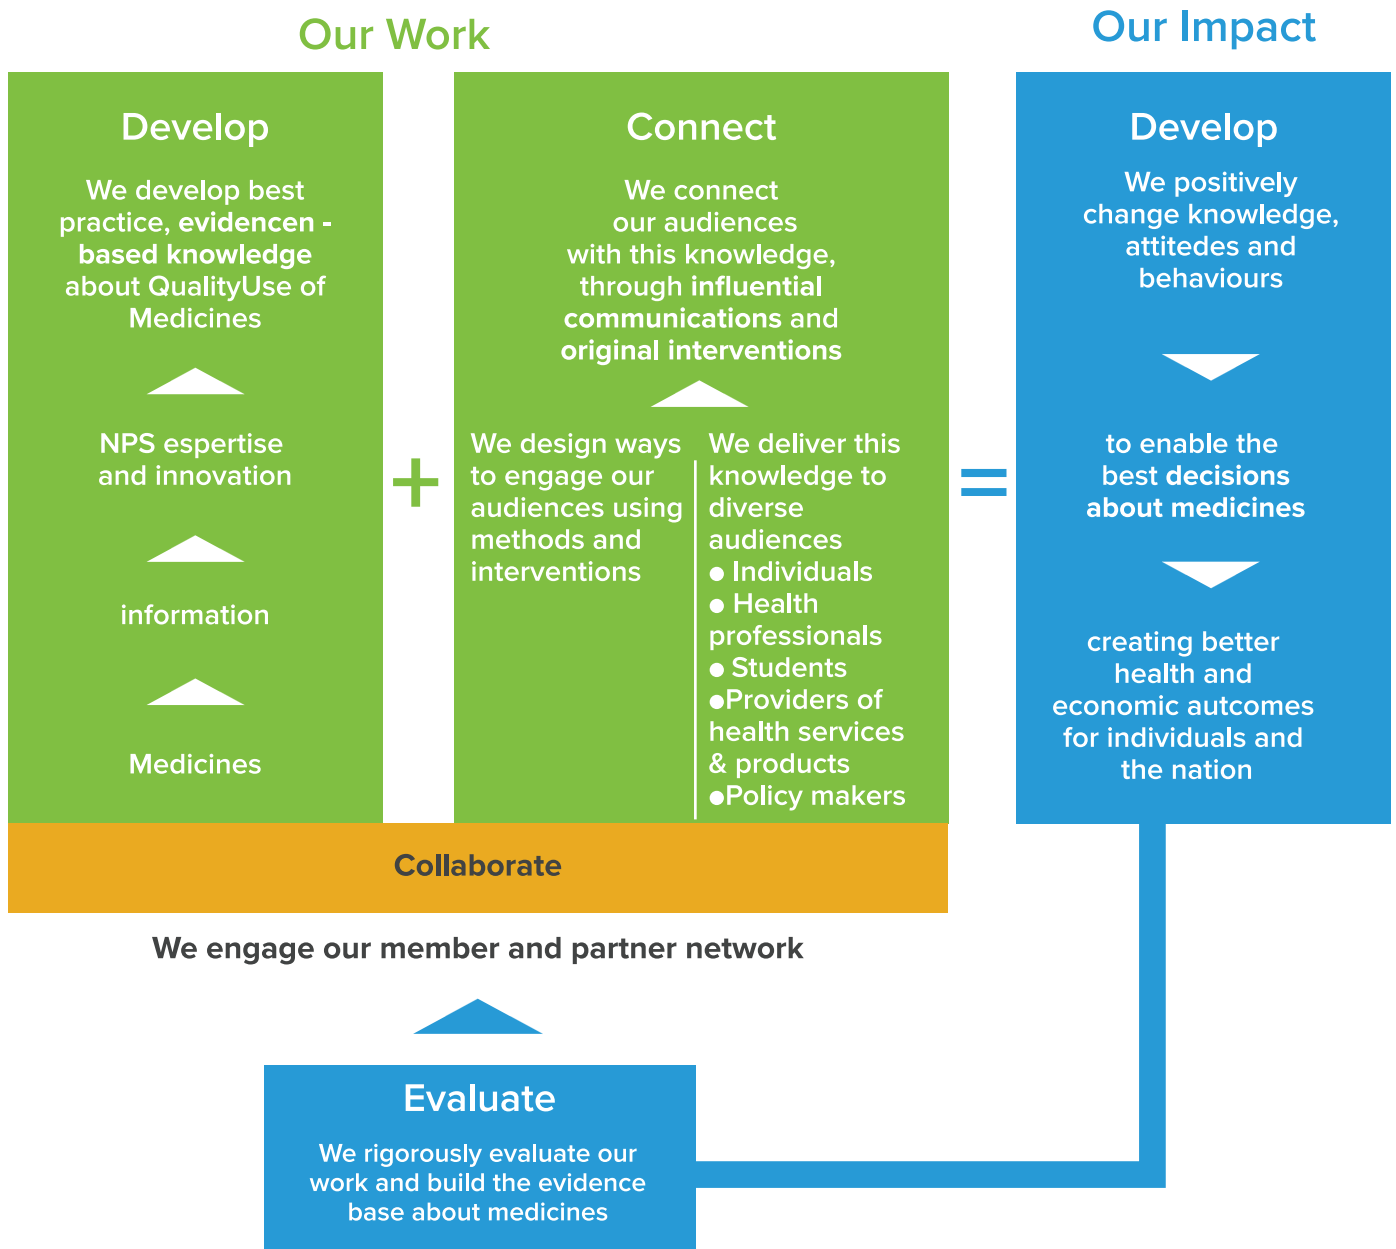 Our Work
Develop
We develop best
practice, evidencen -
based knowledge
about QualityUse of
Medicines
NPS espertise
and innovation
information
Medicines
+
Connect
We connect
our audiences
with this knowledge,
through influential
communications and
original interventions
We design ways
to engage our
audiences using
methods and
interventions
We deliver this
knowledge to
diverse
audiences
● Individuals
● Health
professionals
● Students
●Providers of
health services
& products
●Policy makers
=
Our Impact
Develop
We positively
change knowledge,
attitedes and
behaviours
to enable the
best decisions
about medicines
creating better
health and
economic autcomes
for individuals and
the nation
Collaborate
We engage our member and partner network
Evaluate
We rigorously evaluate our
work and build the evidence
base about medicines